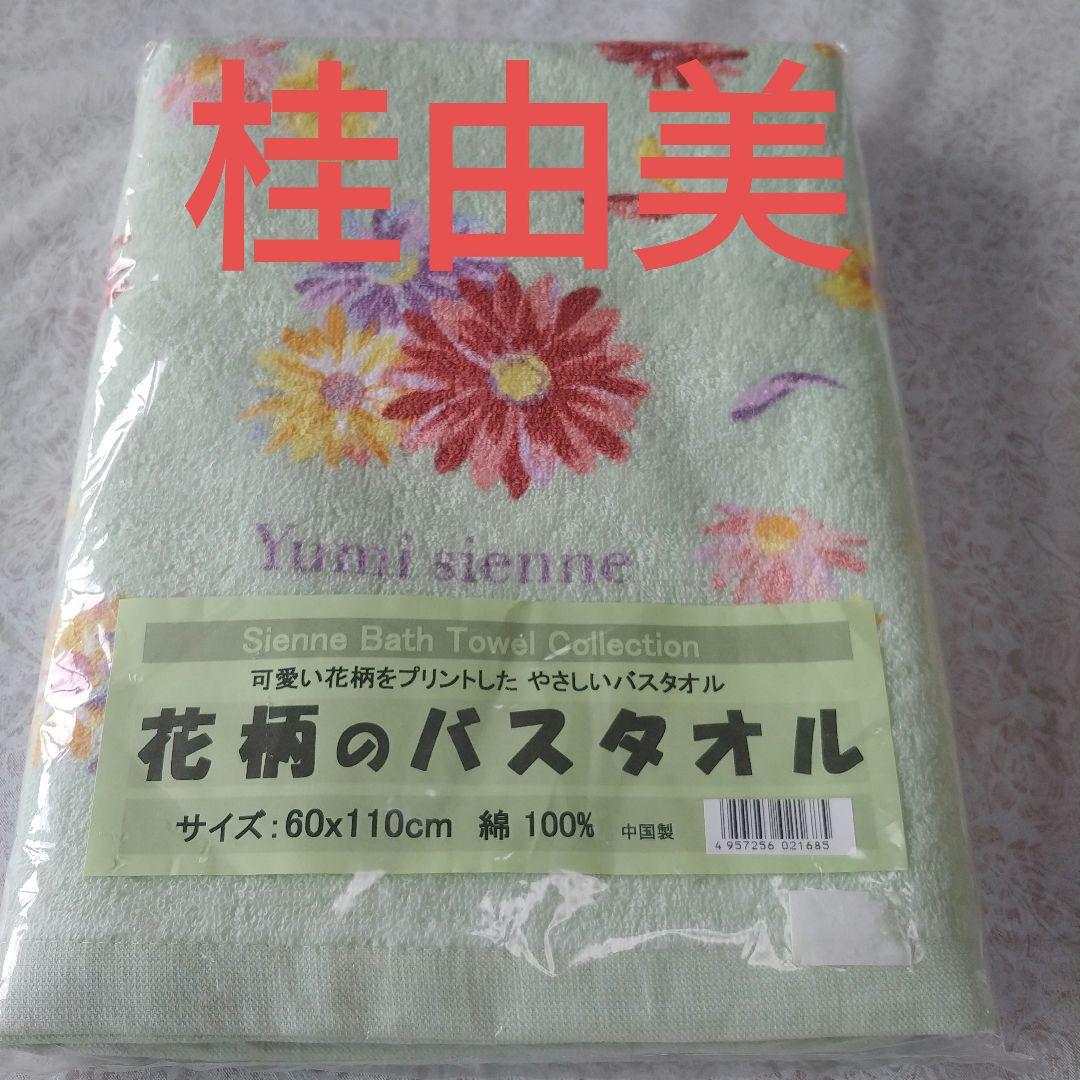 桂由美
Yumi sienne
Sienne Bath Towel Collection
可愛い花柄をプリントした やさしいバスタオル
花柄のバスタオル
サイズ：60x110cm 綿 100% 中国製
4 957256 021685